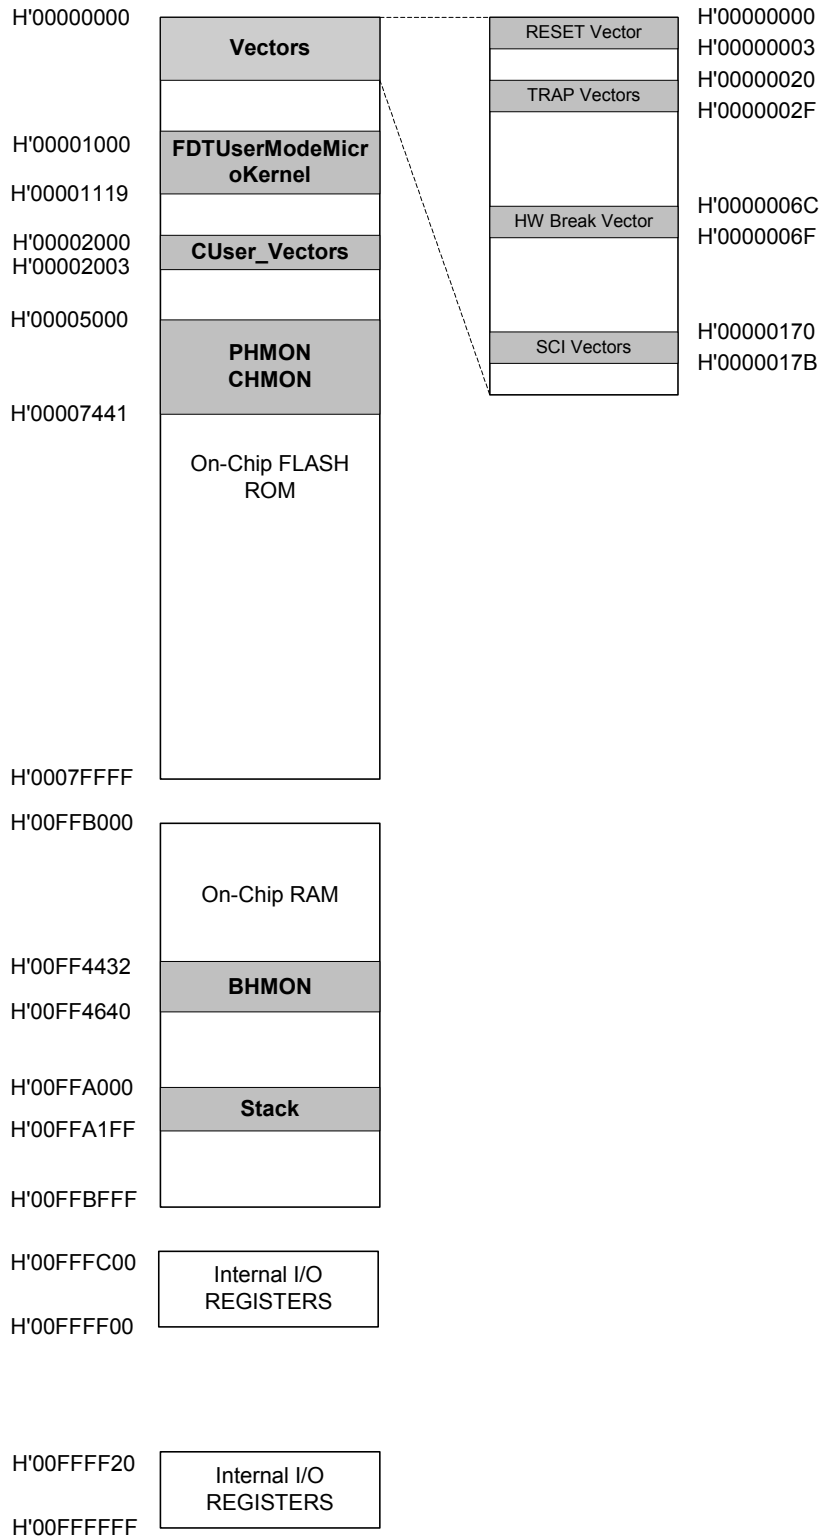 H'00000000
Vectors
H'00001000
FDTUserModeMicr
oKernel
H'00001119
H'00002000
CUser_Vectors
H'00002003
H'00005000
PHMON
CHMON
H'00007441
On-Chip FLASH
ROM
H'0007FFFF
H'00FFB000
On-Chip RAM
H'00FF4432
BHMON
H'00FF4640
H'00FFA000
Stack
H'00FFA1FF
H'00FFBFFF
H'00FFFC00
Internal I/O
REGISTERS
H'00FFFF00
H'00FFFF20
Internal I/O
REGISTERS
H'00FFFFFF
H'00000000
RESET Vector
H'00000003
H'00000020
TRAP Vectors
H'0000002F
H'0000006C
HW Break Vector
H'0000006F
H'00000170
SCI Vectors
H'0000017B